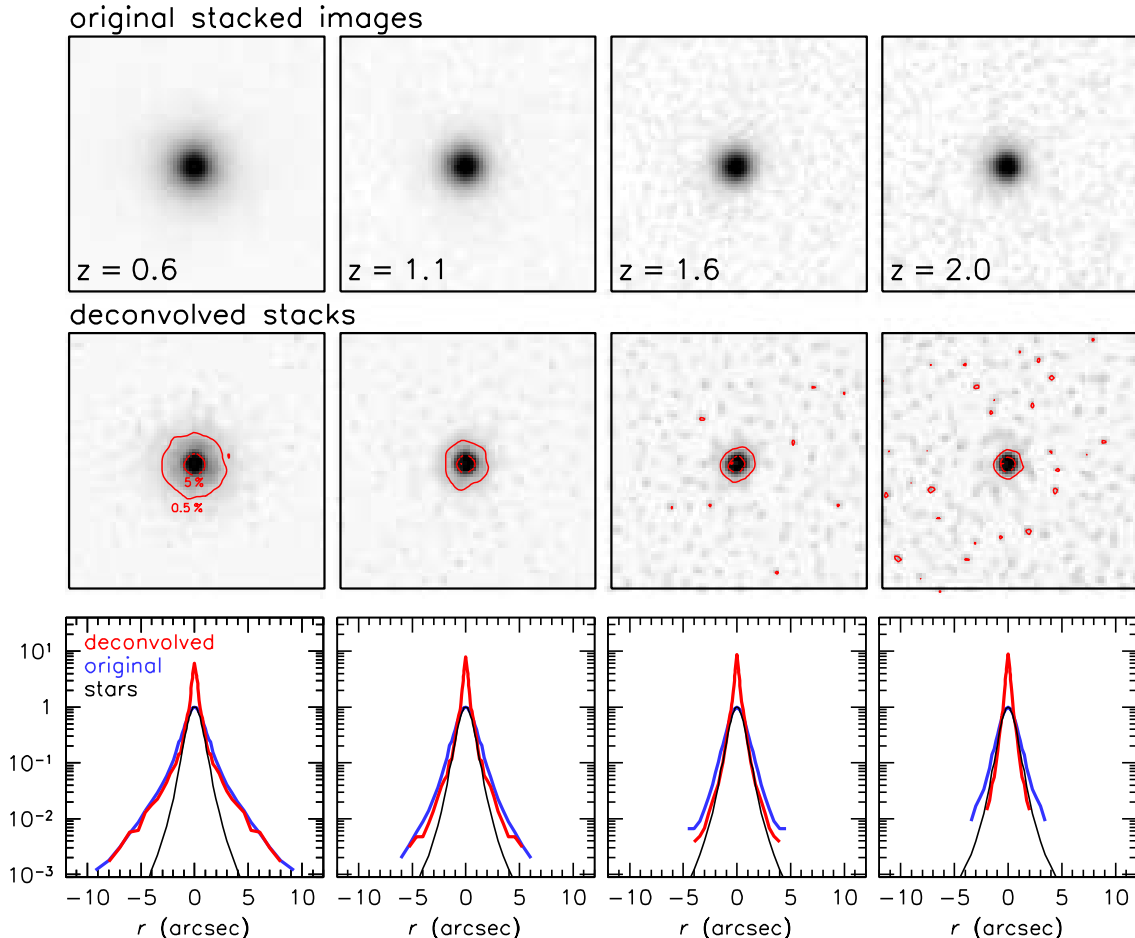 original stacked images
z = 0.6
z = 1.1
z = 1.6
z = 2.0
deconvolved stacks
5%
0.5%
deconvolved
original
stars
10¹
1
10⁻¹
10⁻²
10⁻³
−10 −5 0 5 10
−10 −5 0 5 10
−10 −5 0 5 10
−10 −5 0 5 10
r (arcsec)
r (arcsec)
r (arcsec)
r (arcsec)